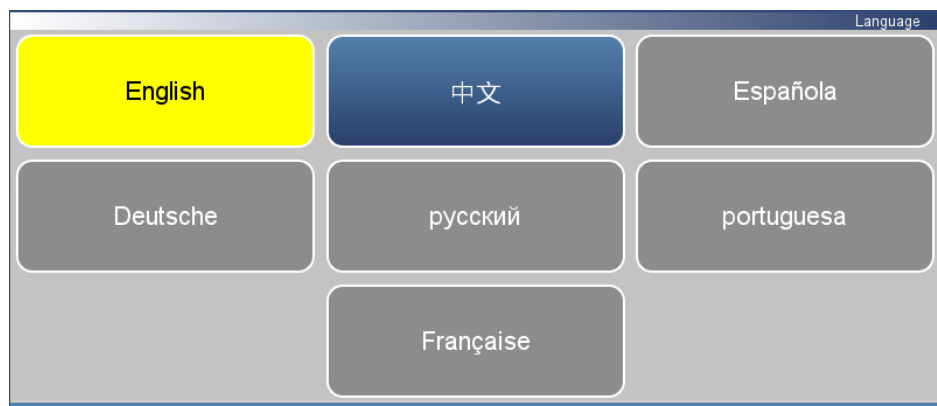 Language
English
中文
Española
Deutsche
русский
portuguesa
Française